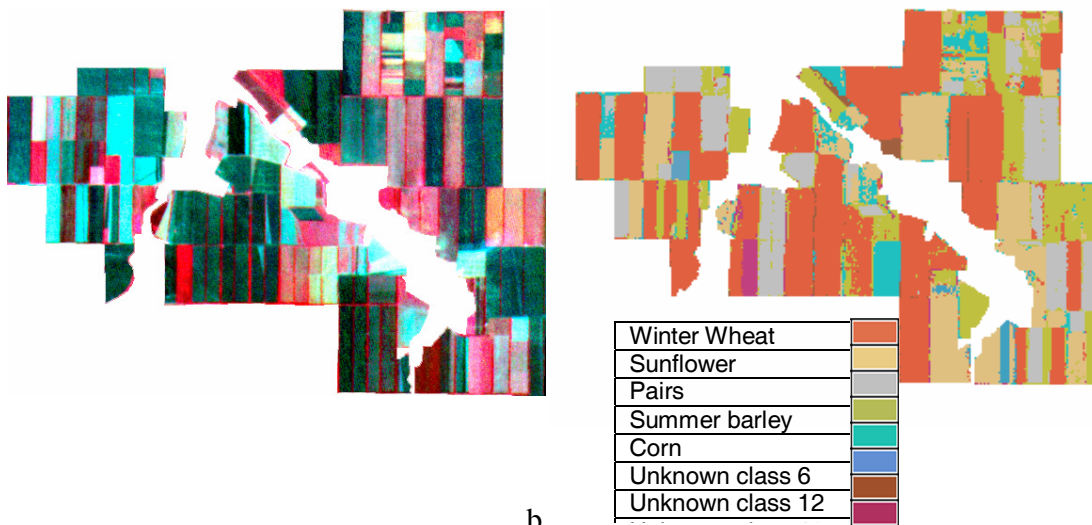 Winter Wheat
Sunflower
Pairs
Summer barley
Corn
Unknown class 6
Unknown class 12
b